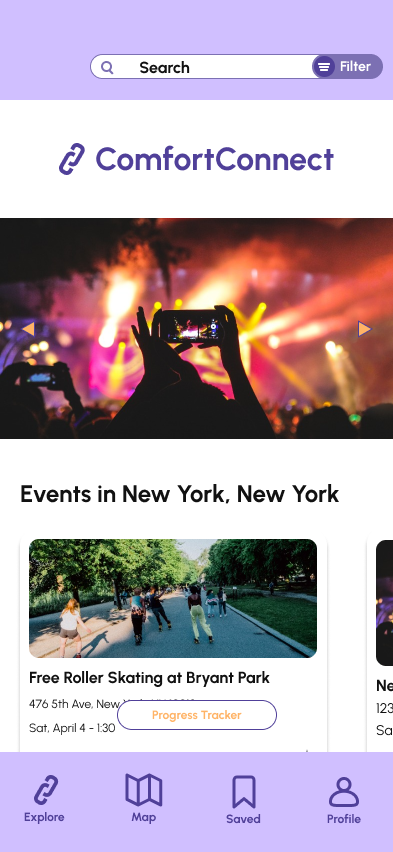 Search
Filter
ComfortConnect
Events in New York, New York
Free Roller Skating at Bryant Park
476 5th Ave, New
Sat, April 4 - 1:30
Progress Tracker
Ne
123
Sa
Explore
Map
Saved
Profile